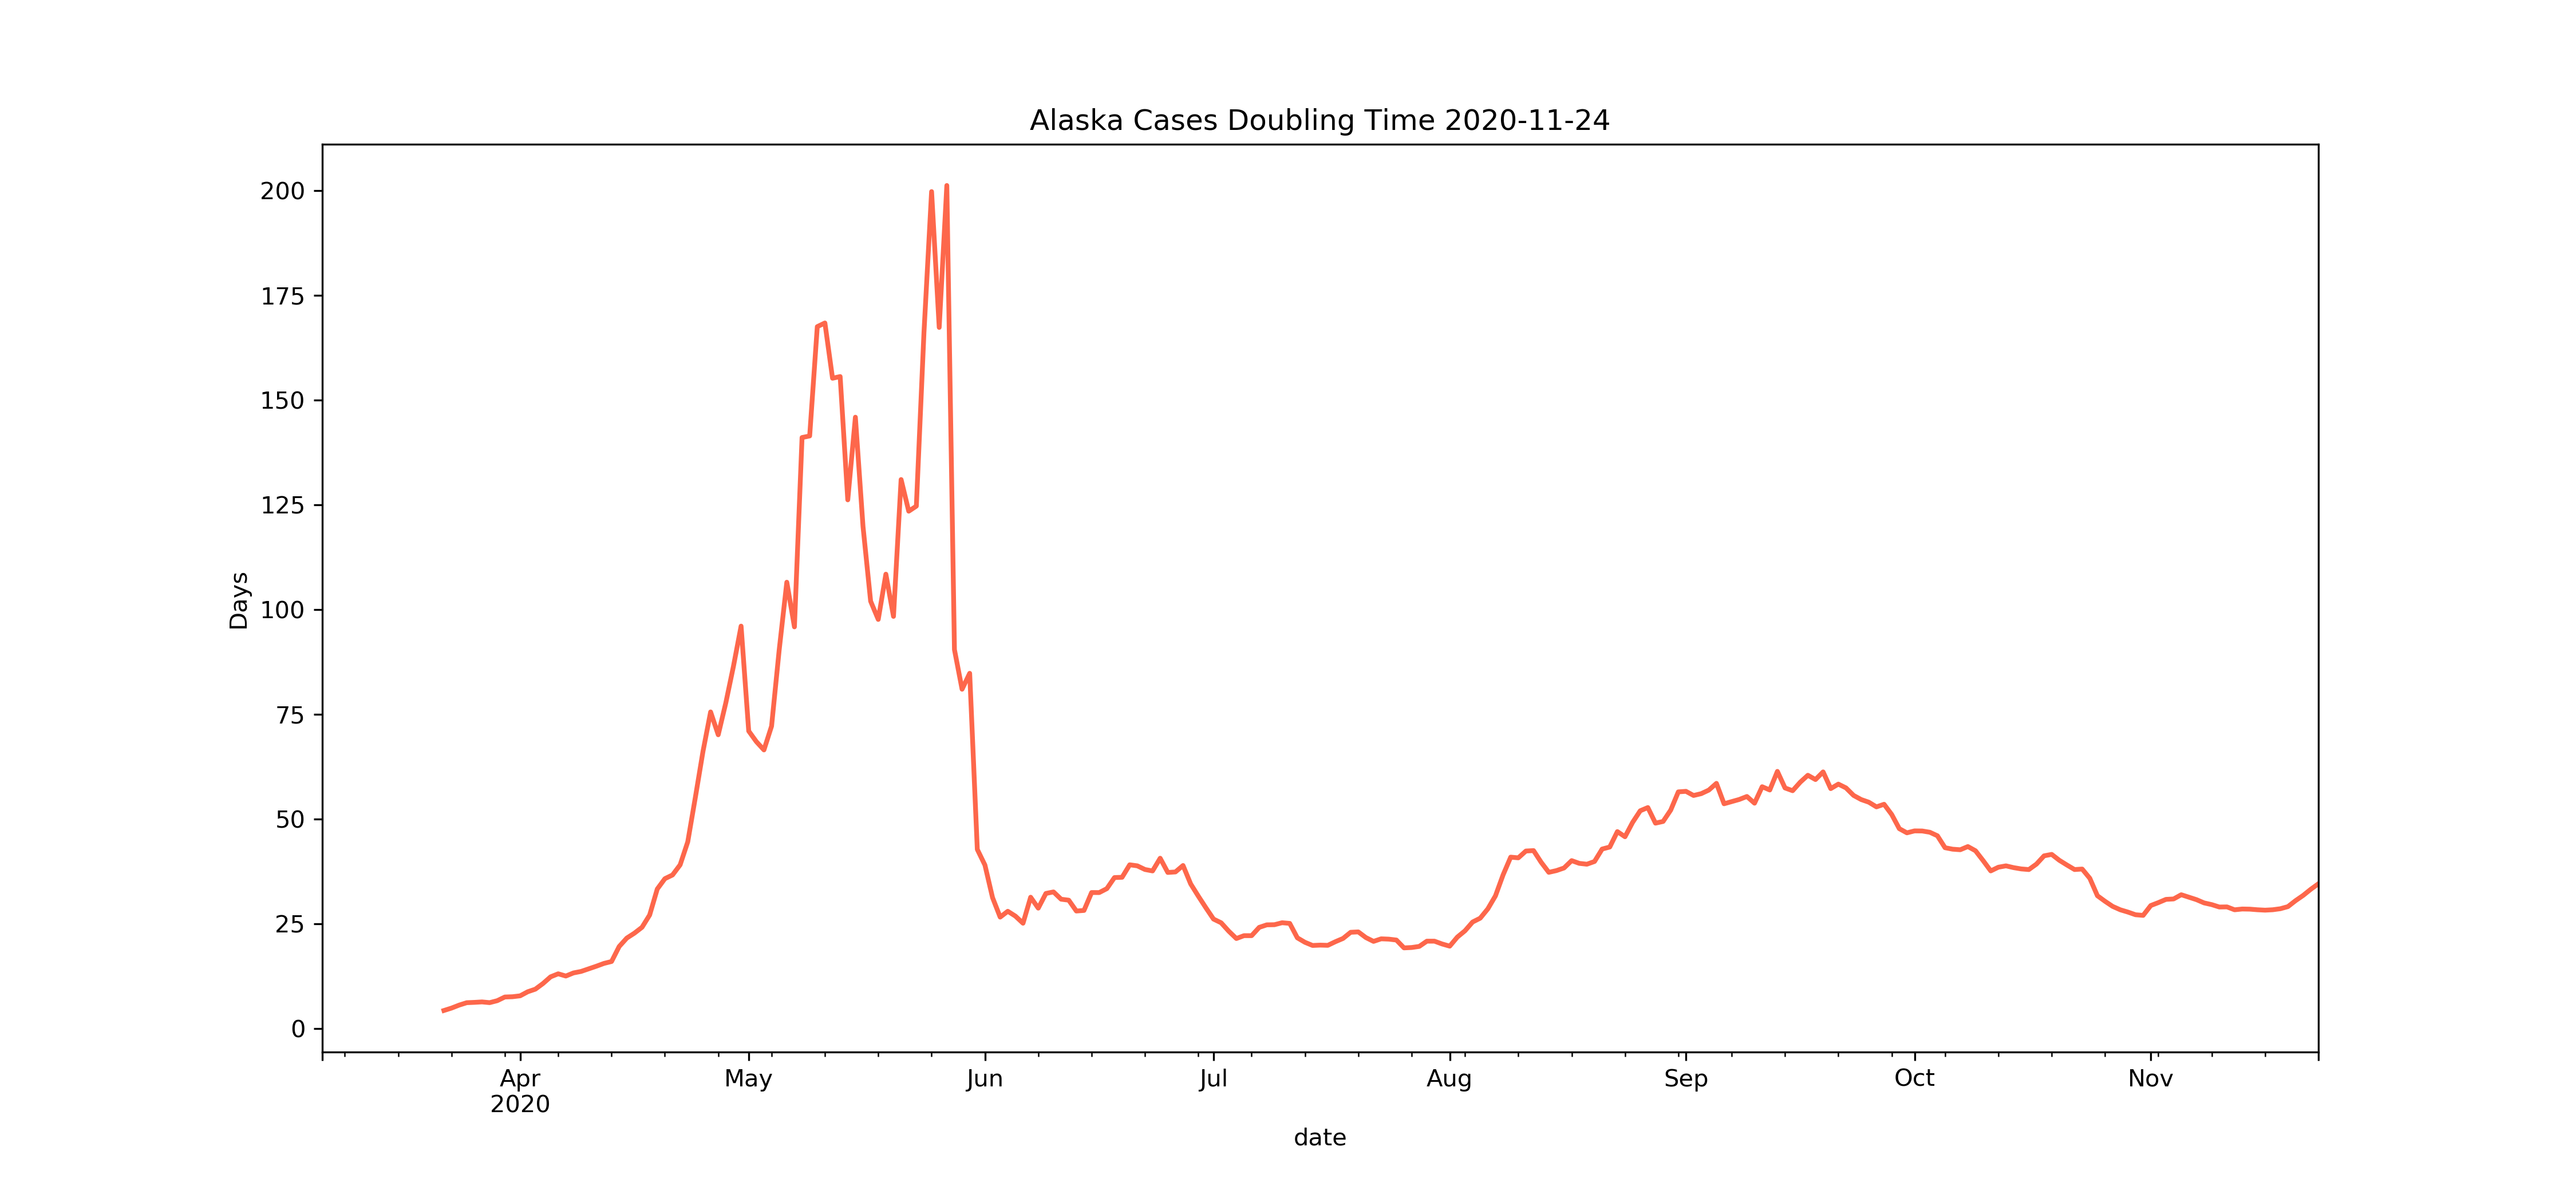 Alaska Cases Doubling Time 2020-11-24
200
175
150
125
100
75
50
25
0
Days
Apr May Jun Jul Aug Sep Oct Nov
2020
date